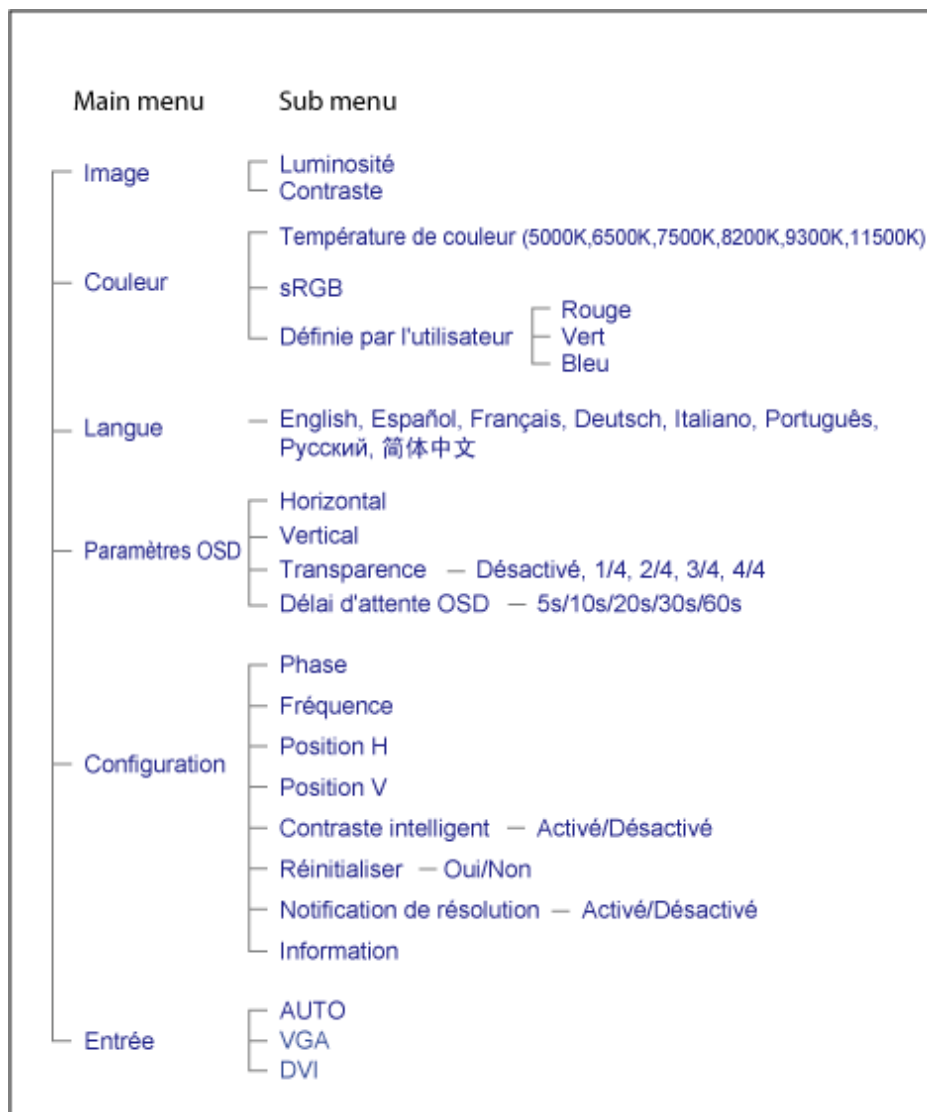 Main menu Sub menu
Image
Luminosité
Contraste
Couleur
Température de couleur (5000K,6500K,7500K,8200K,9300K,11500K)
sRGB
Définie par l'utilisateur
Rouge
Vert
Bleu
Langue
English, Español, Français, Deutsch, Italiano, Português,
Русский, 简体中文
Paramètres OSD
Horizontal
Vertical
Transparence — Désactivé, 1/4, 2/4, 3/4, 4/4
Délai d'attente OSD — 5s/10s/20s/30s/60s
Configuration
Phase
Fréquence
Position H
Position V
Contraste intelligent — Activé/Désactivé
Réinitialiser — Oui/Non
Notification de résolution — Activé/Désactivé
Information
Entrée
AUTO
VGA
DVI